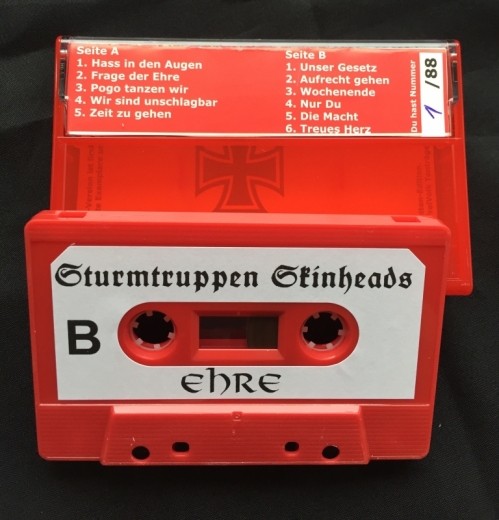 Seite A
1. Hass in den Augen
2. Frage der Ehre
3. Pogo tanzen wir
4. Wir sind unschlagbar
5. Zeit zu gehen
Seite B
1. Unser Gesetz
2. Aufrecht gehen
3. Wochenende
4. Nur Du
5. Die Macht
6. Treues Herz
Du hast Nummer
1 /88
Sturmtruppen Skinheads
B
EhRE